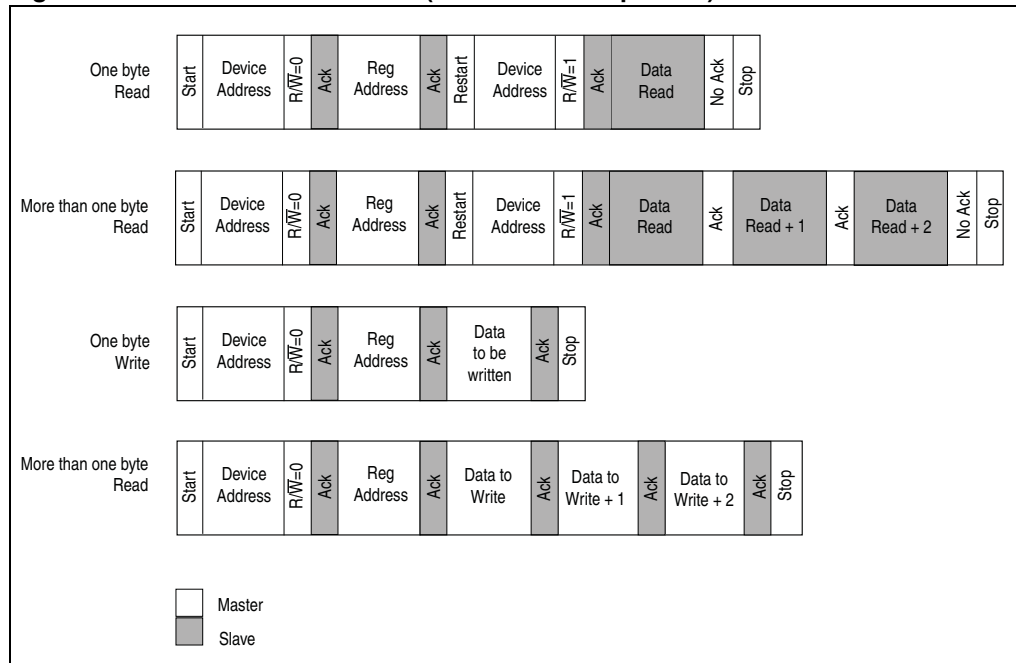 One byte
Read
Start
Device
Address
R/W̅=0
Ack
Reg
Address
Ack
Restart
Device
Address
R/W̅=1
Ack
Data
Read
No Ack
Stop
More than one byte
Read
Start
Device
Address
R/W̅=0
Ack
Reg
Address
Ack
Restart
Device
Address
R/W̅=1
Ack
Data
Read
Ack
Data
Read + 1
Ack
Data
Read + 2
No Ack
Stop
One byte
Write
Start
Device
Address
R/W̅=0
Ack
Reg
Address
Ack
Data
to be
written
Ack
Stop
More than one byte
Read
Start
Device
Address
R/W̅=0
Ack
Reg
Address
Ack
Data to
Write
Ack
Data to
Write + 1
Ack
Data to
Write + 2
Ack
Stop
Master
Slave